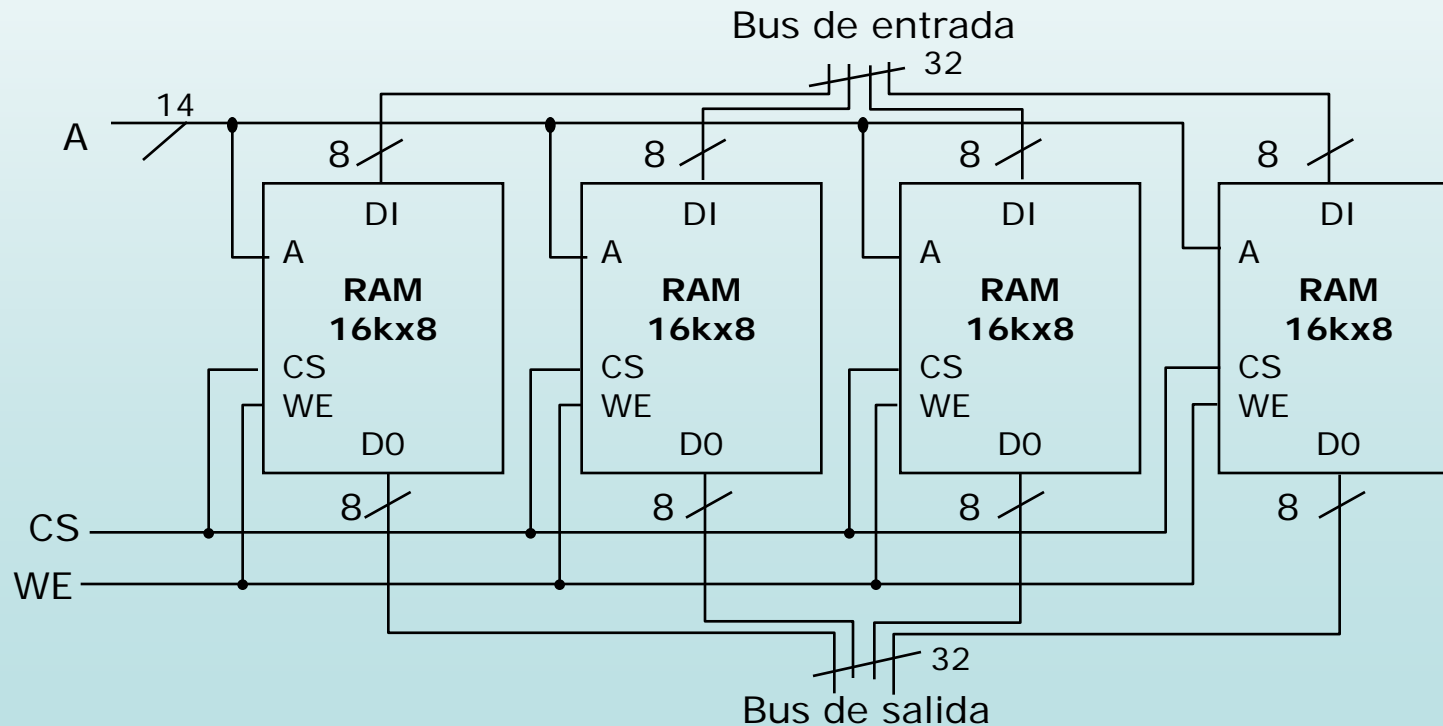 Bus de entrada
32
14
A
8
8
8
8
DI
DI
DI
DI
A
A
A
A
RAM
16kx8
RAM
16kx8
RAM
16kx8
RAM
16kx8
CS
CS
CS
CS
WE
WE
WE
WE
D0
D0
D0
D0
8
8
8
8
CS
WE
32
Bus de salida